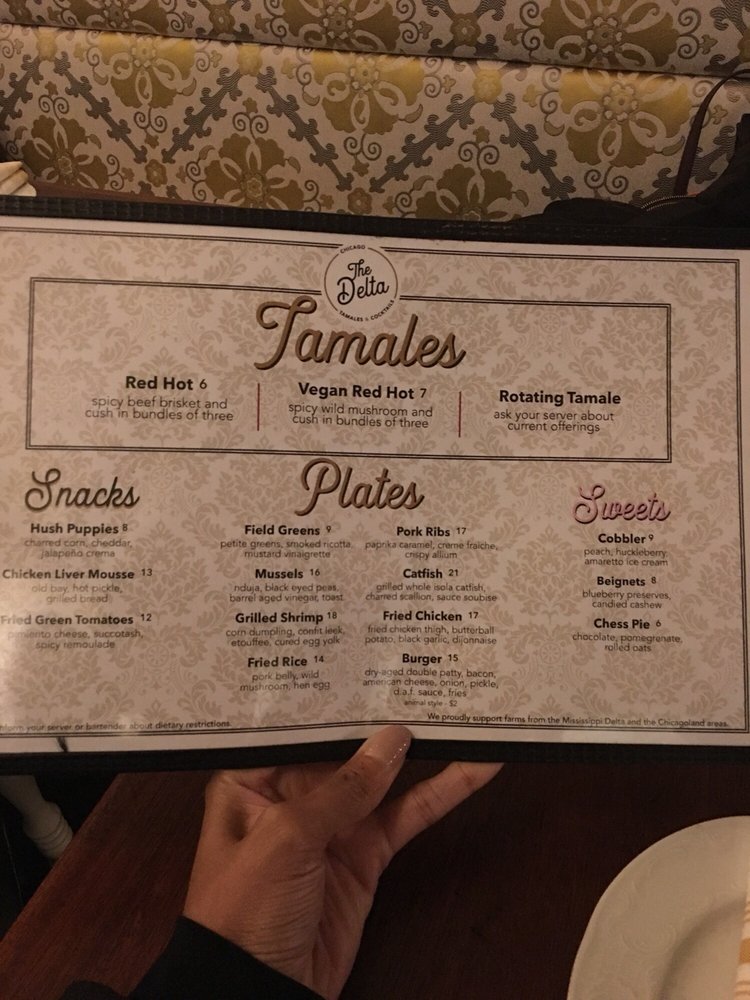 CHICAGO
The
Delta
TAMALES & COCKTAILS
Tamales
Red Hot 6
spicy beef brisket and
cush in bundles of three
Vegan Red Hot 7
spicy wild mushroom and
cush in bundles of three
Rotating Tamale
ask your server about
current offerings
Snacks
Hush Puppies 8
charred corn, cheddar,
jalapeño crema
Chicken Liver Mousse 13
old bay, hot pickle,
grilled bread
Fried Green Tomatoes 12
pimiento cheese, succotash,
spicy remoulade
Plates
Field Greens 9
petite greens, smoked ricotta,
mustard vinaigrette
Mussels 16
nduja, black eyed peas,
barrel aged vinegar, toast
Grilled Shrimp 18
corn dumpling, confit leek,
etouffee, cured egg yolk
Fried Rice 14
pork belly, wild
mushroom, hen egg
Pork Ribs 17
paprika caramel, creme fraiche,
crispy allium
Catfish 21
grilled whole isola catfish,
charred scallion, sauce soubise
Fried Chicken 17
fried chicken thigh, butterball
potato, black garlic, dijonnaise
Burger 15
dry-aged double patty, bacon,
american cheese, onion, pickle,
d.a.f. sauce, fries
animal style - $2
Sweets
Cobbler 9
peach, huckleberry,
amaretto ice cream
Beignets 8
blueberry preserves,
candied cashew
Chess Pie 6
chocolate, pomegrenate,
rolled oats
inform your server or bartender about dietary restrictions.
We proudly support farms from the Mississippi Delta and the Chicagoland areas.